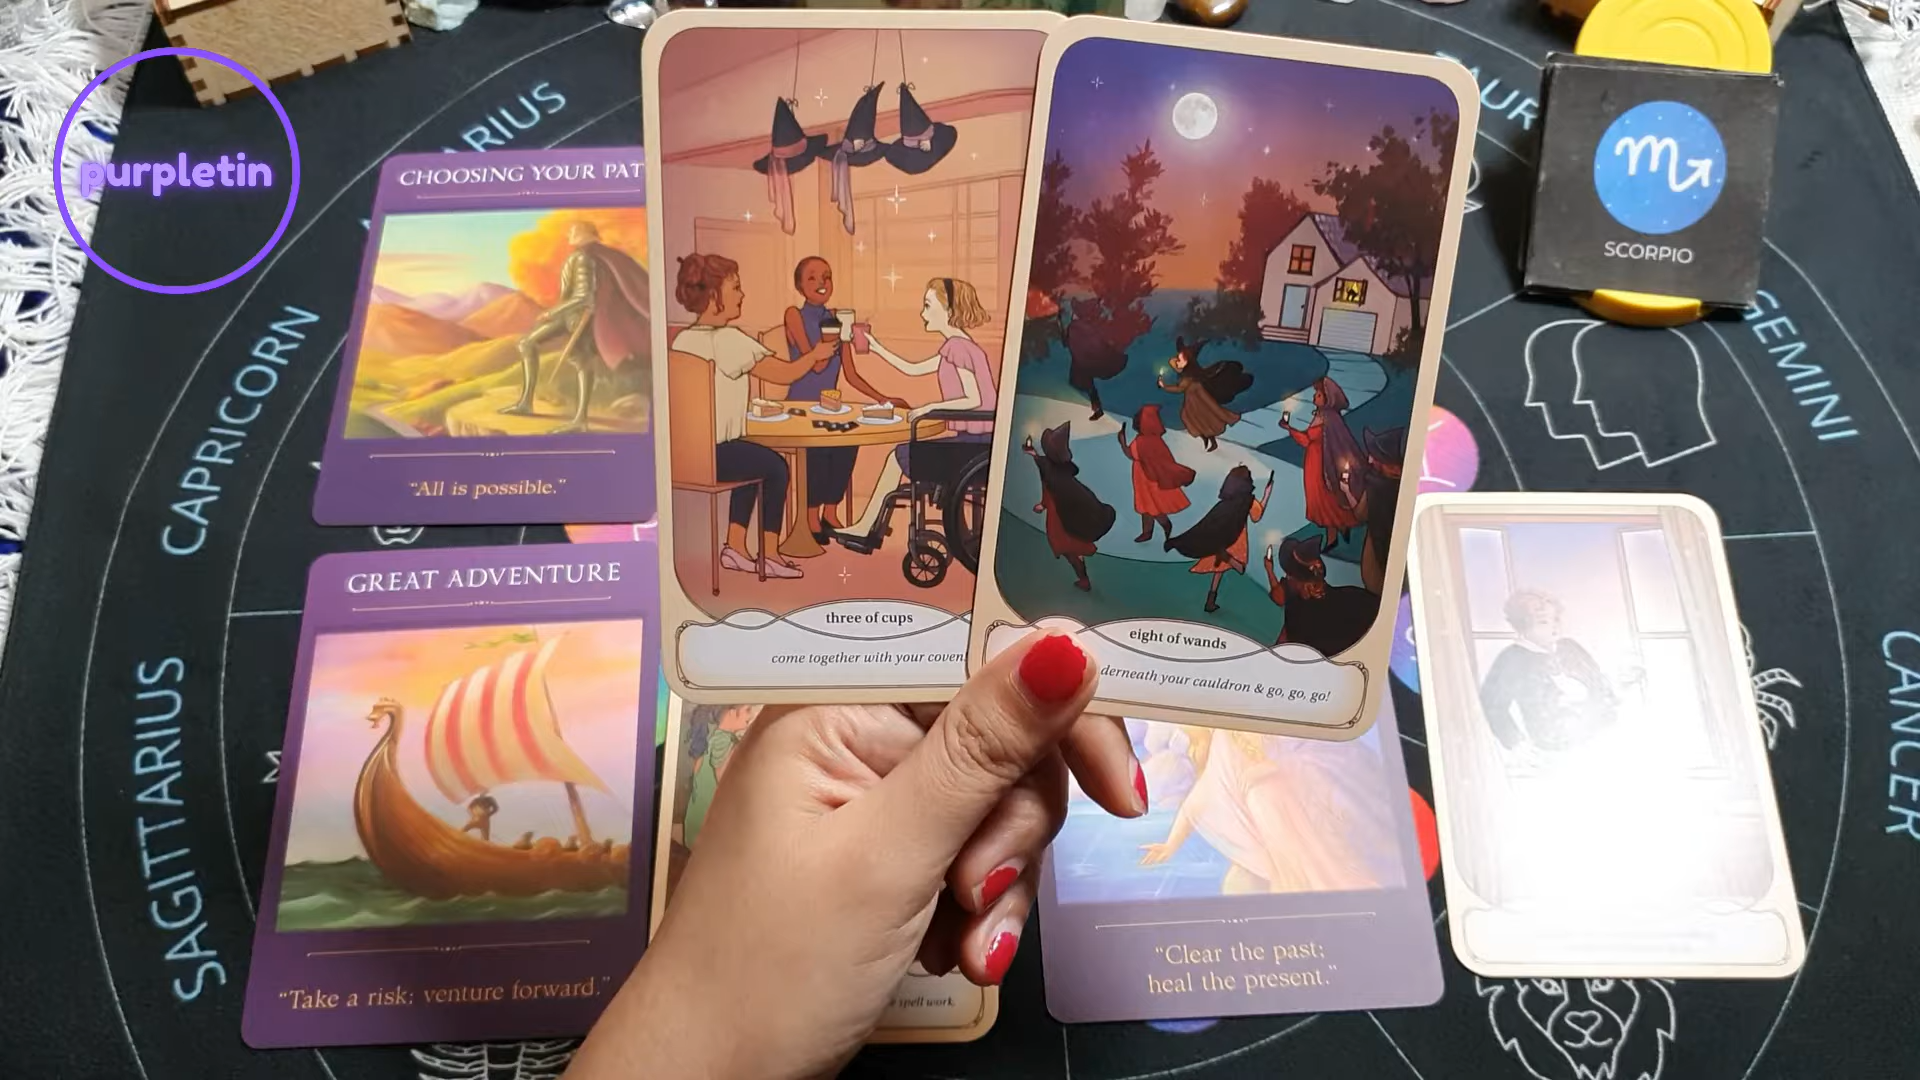 purpletin
ARIUS
AUR
CHOOSING YOUR PAT
"All is possible."
SCORPIO
GEMINI
CAPRICORN
GREAT ADVENTURE
"Take a risk: venture forward."
three of cups
come together with your coven
eight of wands
derneath your cauldron & go, go, go!
SAGITTARIUS
CANCER
"Clear the past;
heal the present."
spell work.